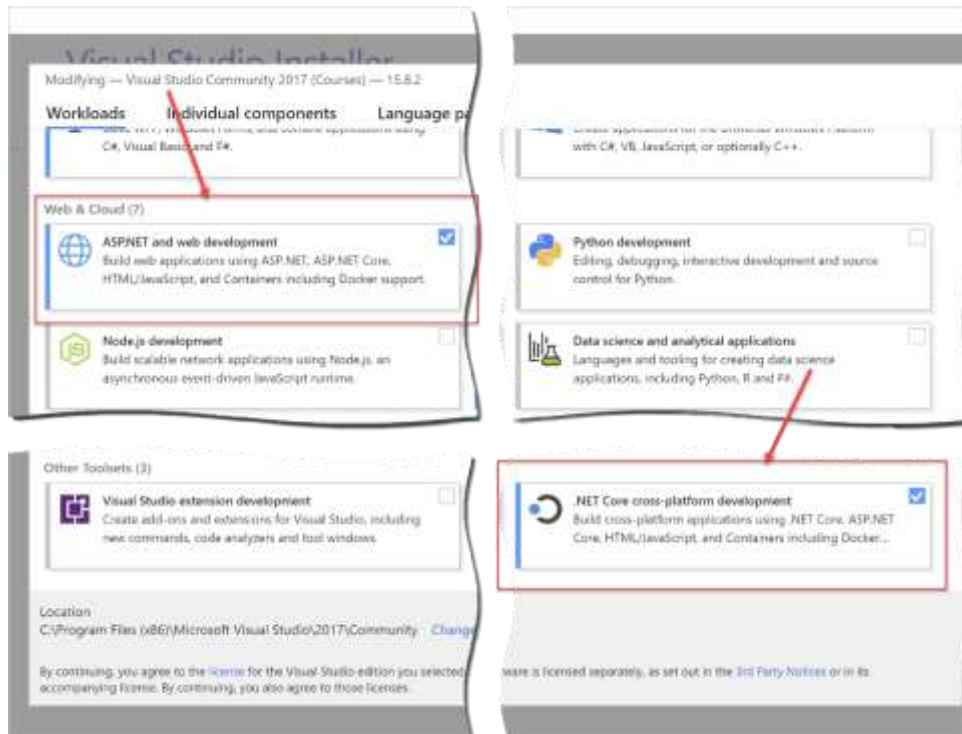 Visual Studio Installer
Modifying — Visual Studio Community 2017 (Courses) — 15.8.2
Workloads Individual components Language pa
C#, Visual Basic and F#.
with C#, VB, JavaScript, or optionally C++.
Web & Cloud (7)
ASP.NET and web development
Build web applications using ASP.NET, ASP.NET Core,
HTML/JavaScript, and Containers including Docker support.
Python development
Editing, debugging, interactive development and source
control for Python.
Node.js development
Build scalable network applications using Node.js, an
asynchronous event-driven JavaScript runtime.
Data science and analytical applications
Languages and tooling for creating data science
applications, including Python, R and F#.
Other Toolsets (3)
Visual Studio extension development
Create add-ons and extensions for Visual Studio, including
new commands, code analyzers and tool windows.
.NET Core cross-platform development
Build cross-platform applications using .NET Core, ASP.NET
Core, HTML/JavaScript, and Containers including Docker...
Location
C:\Program Files (x86)\Microsoft Visual Studio\2017\Community Change
By continuing, you agree to the license for the Visual Studio edition you selected
ware is licensed separately, as set out in the 3rd Party Notices or in its
accompanying license. By continuing, you also agree to those licenses.